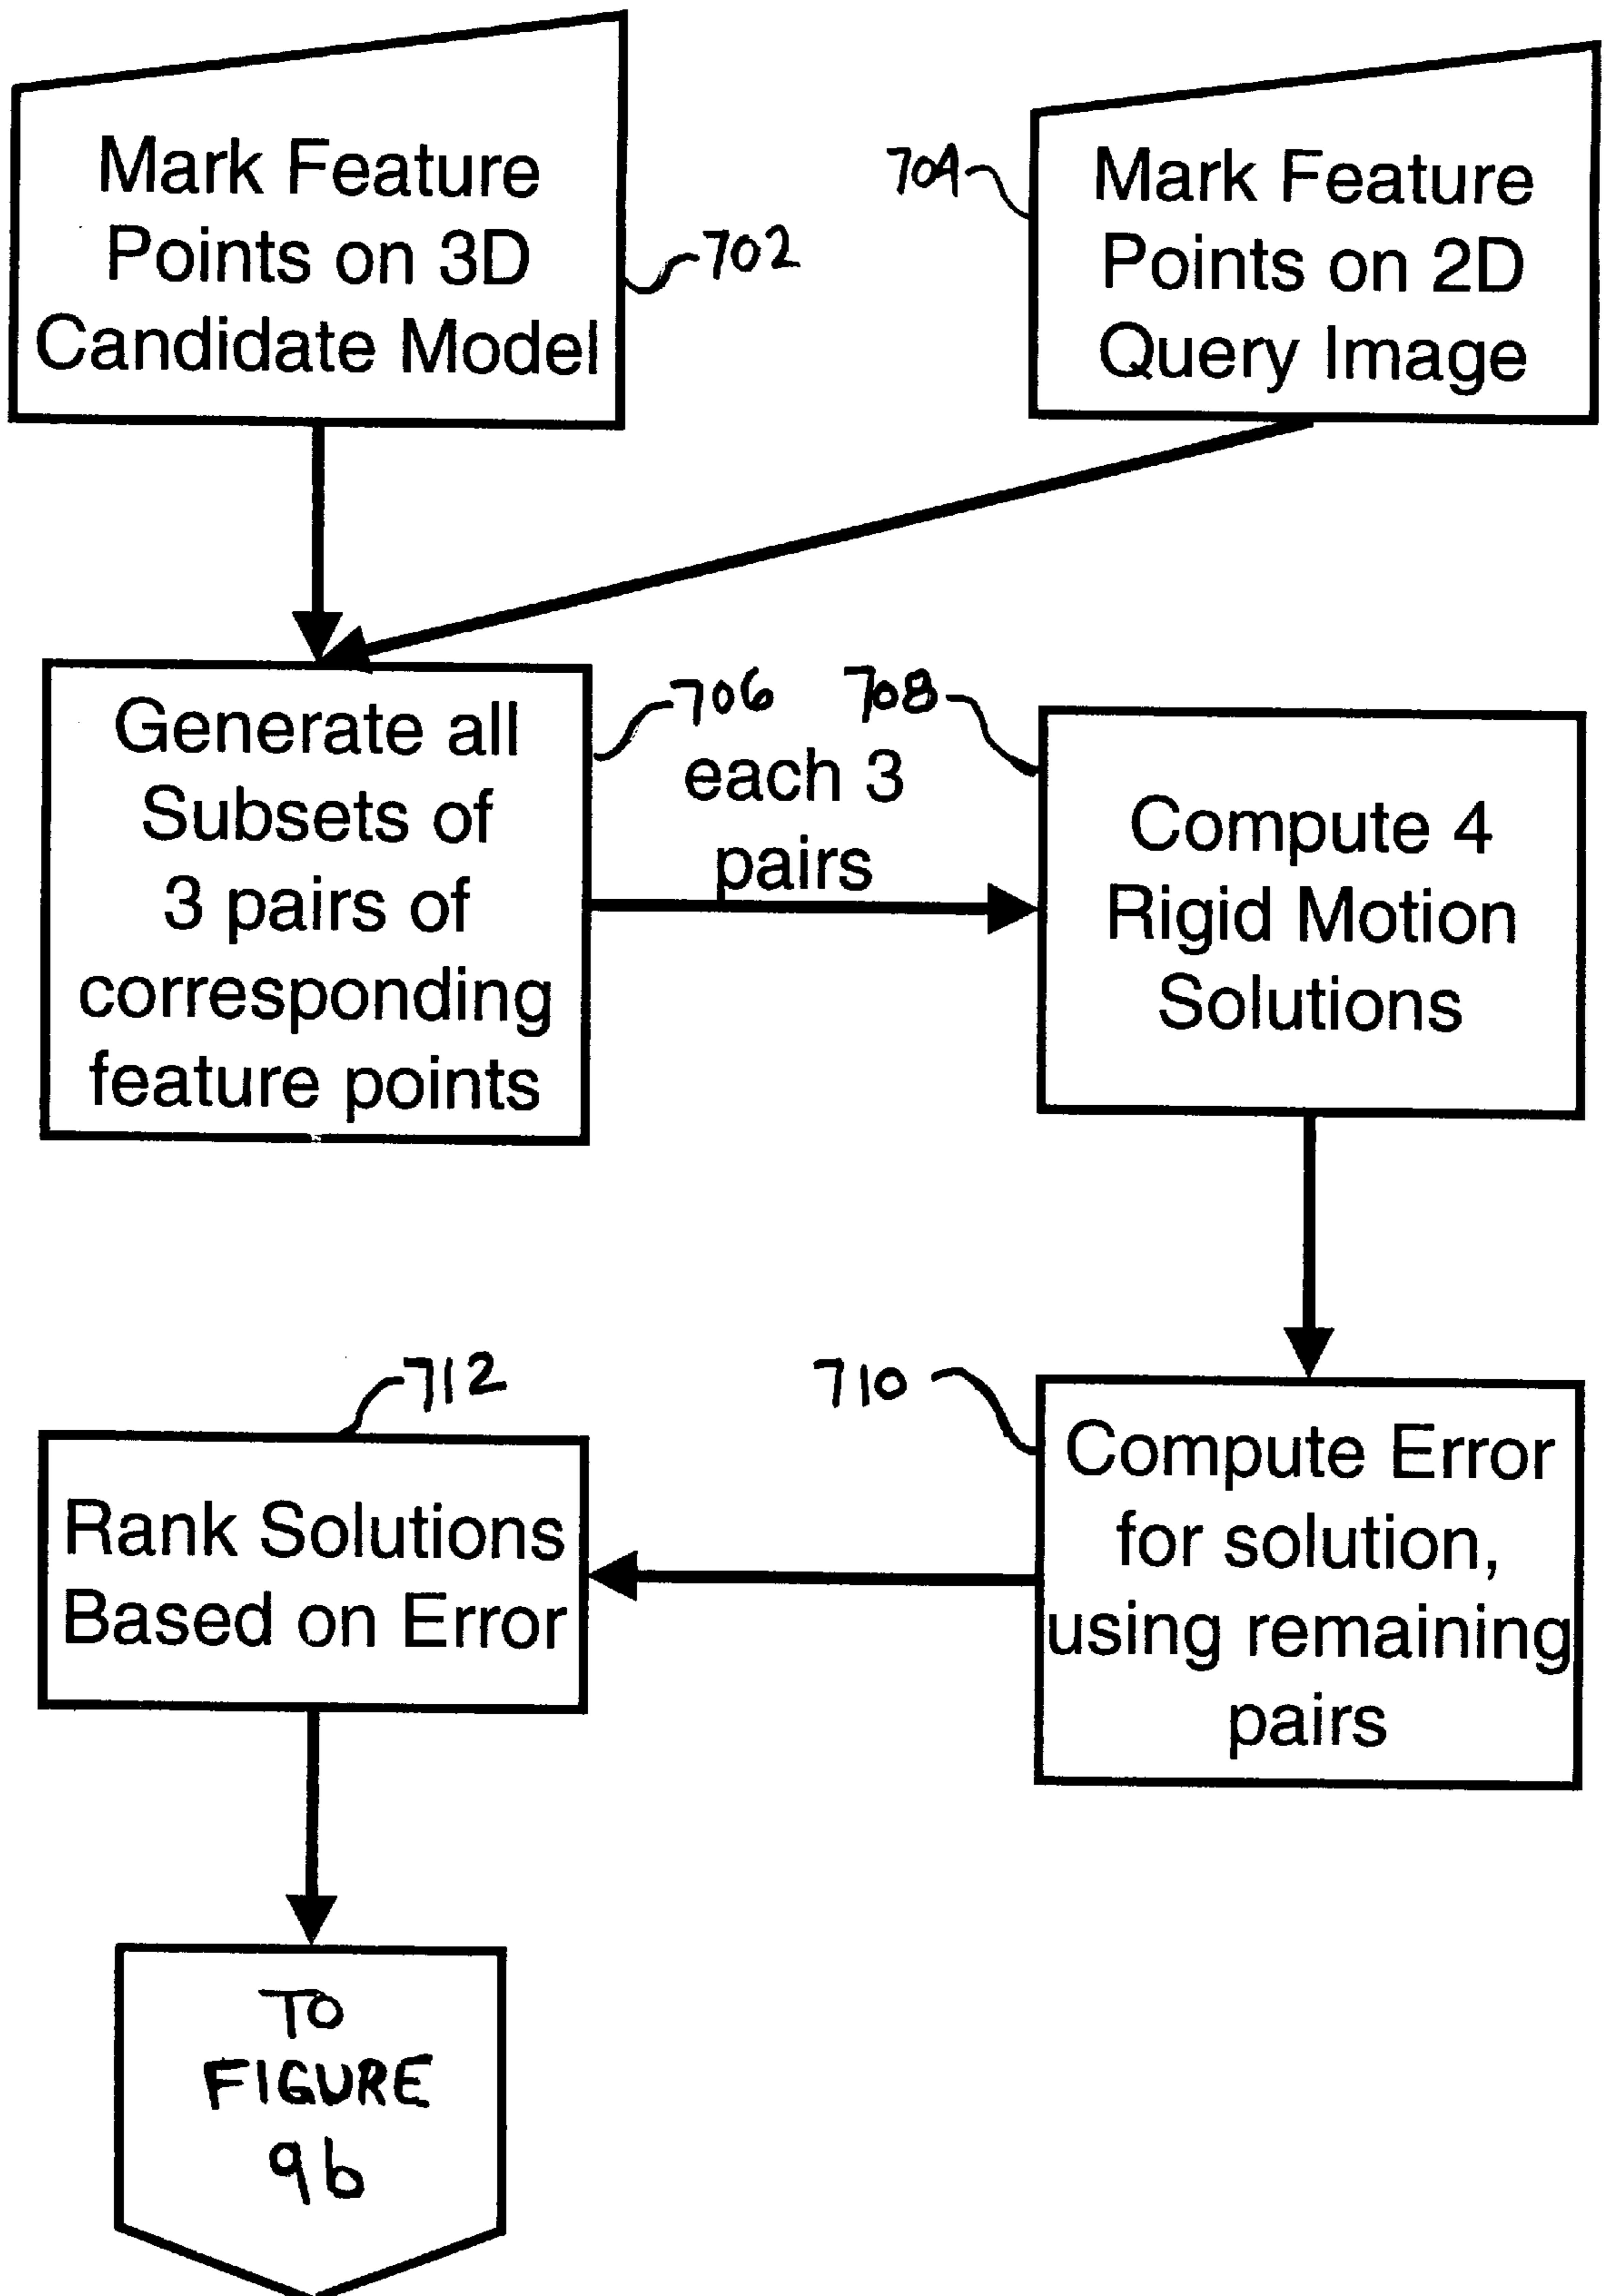 Mark Feature
Points on 3D
Candidate Model
702
704
Mark Feature
Points on 2D
Query Image
Generate all
Subsets of
3 pairs of
corresponding
feature points
706
each 3
pairs
708
Compute 4
Rigid Motion
Solutions
712
Rank Solutions
Based on Error
710
Compute Error
for solution,
using remaining
pairs
TO
FIGURE
9b